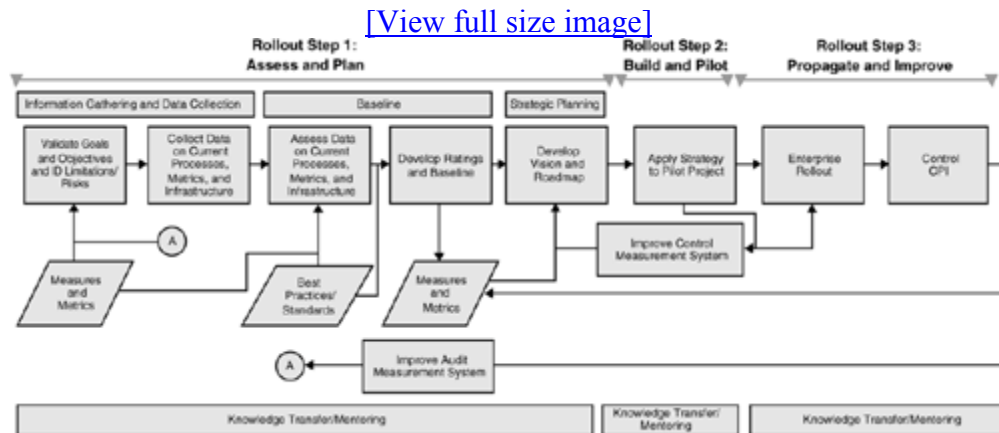 [View full size image]
Rollout Step 1:
Assess and Plan
Rollout Step 2:
Build and Pilot
Rollout Step 3:
Propagate and Improve
Information Gathering and Data Collection
Baseline
Strategic Planning
Validate Goals
and Objectives
and ID Limitations/
Risks
Collect Data
on Current
Processes,
Metrics, and
Infrastructure
Assess Data
on Current
Processes,
Metrics, and
Infrastructure
Develop Ratings
and Baseline
Develop
Vision and
Roadmap
Apply Strategy
to Pilot Project
Enterprise
Rollout
Control
CPI
A
Improve Control
Measurement System
Measures
and
Metrics
Best
Practices/
Standards
Measures
and
Metrics
A
Improve Audit
Measurement System
Knowledge Transfer/Mentoring
Knowledge Transfer/
Mentoring
Knowledge Transfer/Mentoring